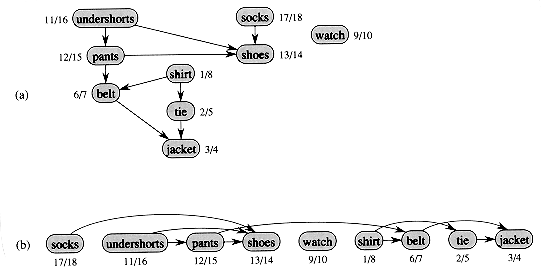 11/16 undershorts socks 17/18
watch 9/10
12/15 pants shoes 13/14
shirt 1/8
(a) 6/7 belt
tie 2/5
jacket 3/4
(b) socks undershorts pants shoes watch shirt belt tie jacket
17/18 11/16 12/15 13/14 9/10 1/8 6/7 2/5 3/4